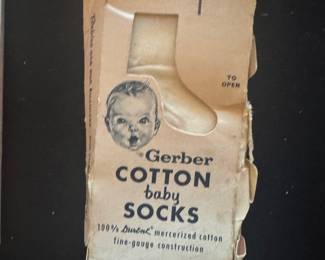 TO
OPEN
Gerber
COTTON
baby
SOCKS
100% Durene mercerized cotton
fine-gauge construction